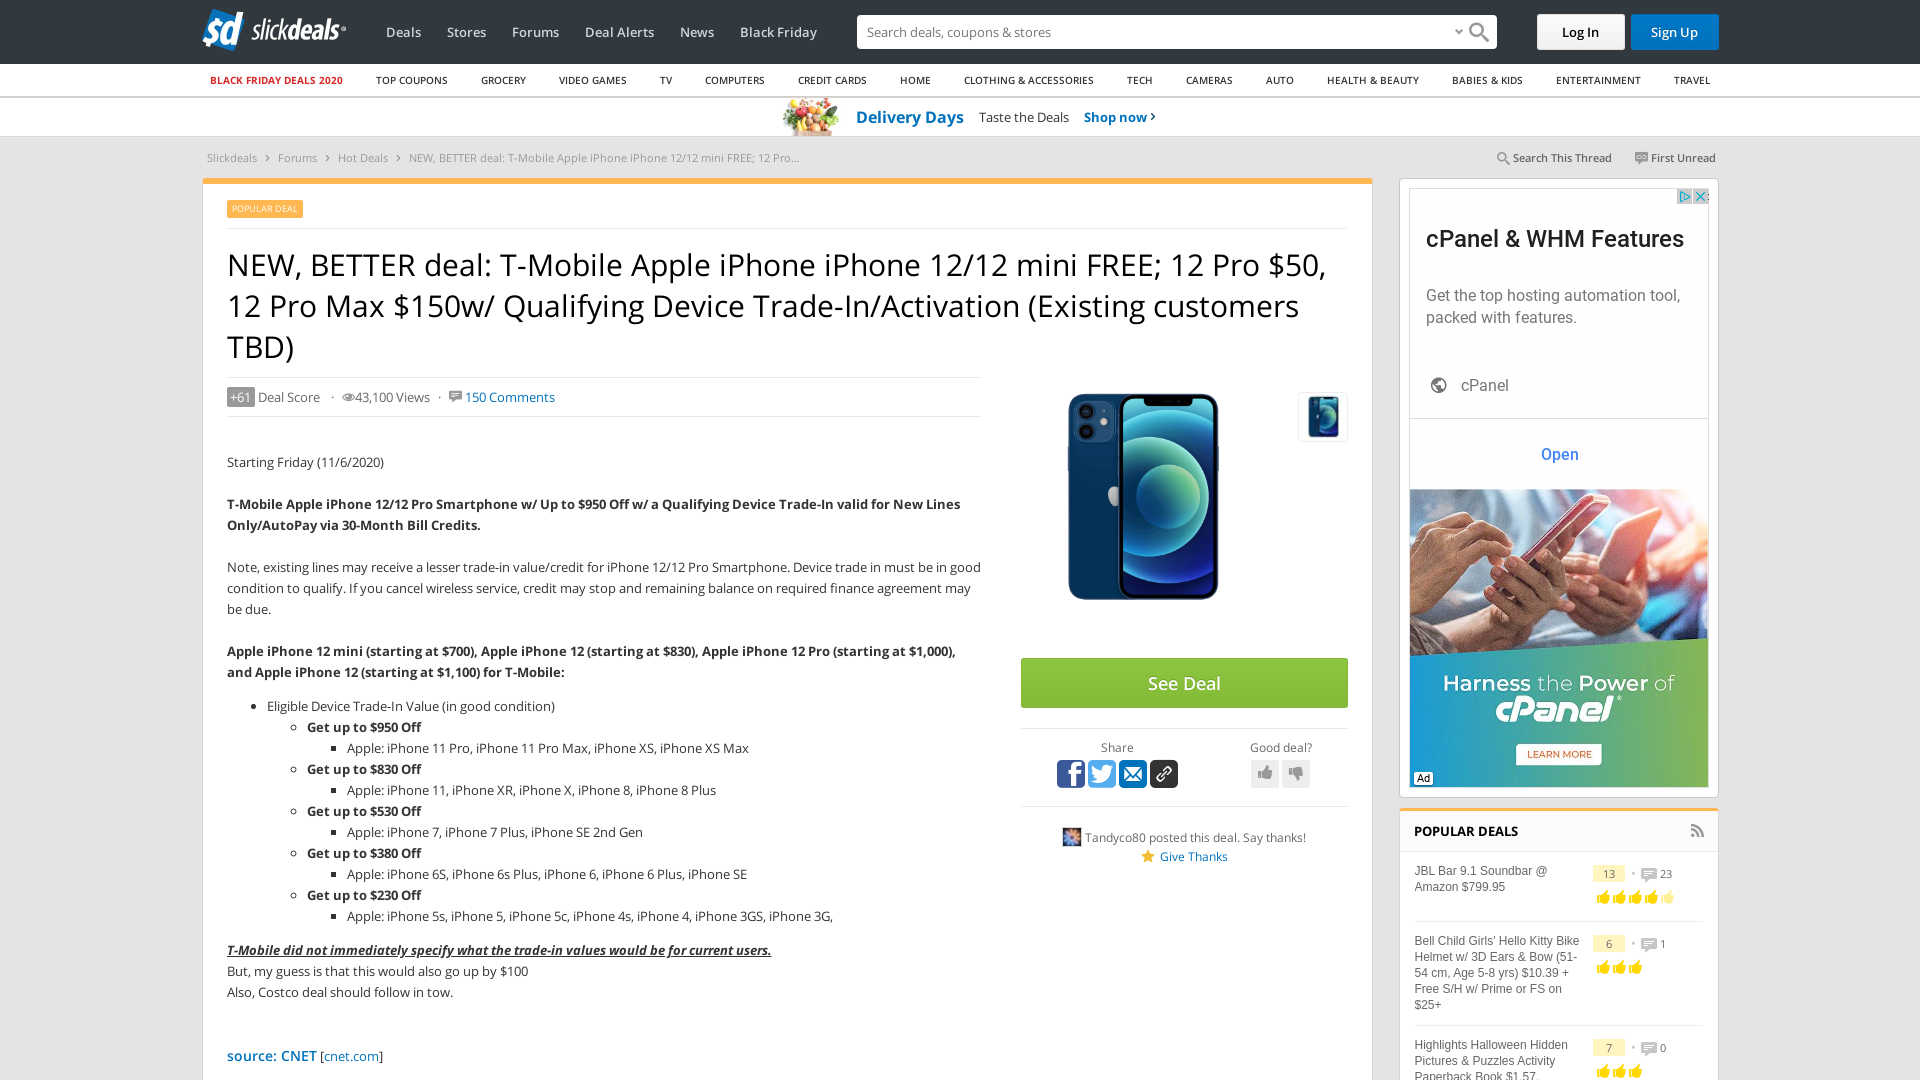 slickdeals
Deals Stores Forums Deal Alerts News Black Friday
Search deals, coupons & stores
Log In Sign Up
BLACK FRIDAY DEALS 2020 TOP COUPONS GROCERY VIDEO GAMES TV COMPUTERS CREDIT CARDS HOME CLOTHING & ACCESSORIES TECH CAMERAS AUTO HEALTH & BEAUTY BABIES & KIDS ENTERTAINMENT TRAVEL
Delivery Days Taste the Deals Shop now
Slickdeals > Forums > Hot Deals > NEW, BETTER deal: T-Mobile Apple iPhone iPhone 12/12 mini FREE; 12 Pro...
Search This Thread First Unread
POPULAR DEAL
NEW, BETTER deal: T-Mobile Apple iPhone iPhone 12/12 mini FREE; 12 Pro $50,
12 Pro Max $150w/ Qualifying Device Trade-In/Activation (Existing customers
TBD)
+61 Deal Score · 43,100 Views · 150 Comments
Starting Friday (11/6/2020)
T-Mobile Apple iPhone 12/12 Pro Smartphone w/ Up to $950 Off w/ a Qualifying Device Trade-In valid for New Lines
Only/AutoPay via 30-Month Bill Credits.
Note, existing lines may receive a lesser trade-in value/credit for iPhone 12/12 Pro Smartphone. Device trade in must be in good
condition to qualify. If you cancel wireless service, credit may stop and remaining balance on required finance agreement may
be due.
Apple iPhone 12 mini (starting at $700), Apple iPhone 12 (starting at $830), Apple iPhone 12 Pro (starting at $1,000),
and Apple iPhone 12 (starting at $1,100) for T-Mobile:
Eligible Device Trade-In Value (in good condition)
Get up to $950 Off
Apple: iPhone 11 Pro, iPhone 11 Pro Max, iPhone XS, iPhone XS Max
Get up to $830 Off
Apple: iPhone 11, iPhone XR, iPhone X, iPhone 8, iPhone 8 Plus
Get up to $530 Off
Apple: iPhone 7, iPhone 7 Plus, iPhone SE 2nd Gen
Get up to $380 Off
Apple: iPhone 6S, iPhone 6s Plus, iPhone 6, iPhone 6 Plus, iPhone SE
Get up to $230 Off
Apple: iPhone 5s, iPhone 5, iPhone 5c, iPhone 4s, iPhone 4, iPhone 3GS, iPhone 3G,
T-Mobile did not immediately specify what the trade-in values would be for current users.
But, my guess is that this would also go up by $100
Also, Costco deal should follow in tow.
source: CNET [cnet.com]
See Deal
Share Good deal?
Tandyco80 posted this deal. Say thanks!
Give Thanks
cPanel & WHM Features
Get the top hosting automation tool,
packed with features.
cPanel
Open
Harness the Power of
cPanel
LEARN MORE
Ad
POPULAR DEALS
JBL Bar 9.1 Soundbar @
Amazon $799.95
13 · 23
Bell Child Girls' Hello Kitty Bike
Helmet w/ 3D Ears & Bow (51-
54 cm, Age 5-8 yrs) $10.39 +
Free S/H w/ Prime or FS on
$25+
6 · 1
Highlights Halloween Hidden
Pictures & Puzzles Activity
Paperback Book $1.57,
7 · 0